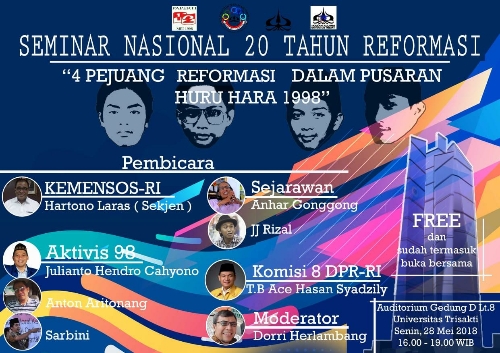 SEMINAR NASIONAL 20 TAHUN REFORMASI
“4 PEJUANG REFORMASI DALAM PUSARAN
HURU HARA 1998”
Pembicara
KEMENSOS-RI
Hartono Laras ( Sekjen )
Aktivis 98
Julianto Hendro Cahyono
Anton Aritonang
Sarbini
Sejarawan
Anhar Gonggong
JJ Rizal
Komisi 8 DPR-RI
T.B Ace Hasan Syadzily
Moderator
Dorri Herlambang
FREE
dan
sudah termasuk
buka bersama
Auditorium Gedung D Lt.8
Universitas Trisakti
Senin, 28 Mei 2018
16.00 - 19.00 WIB